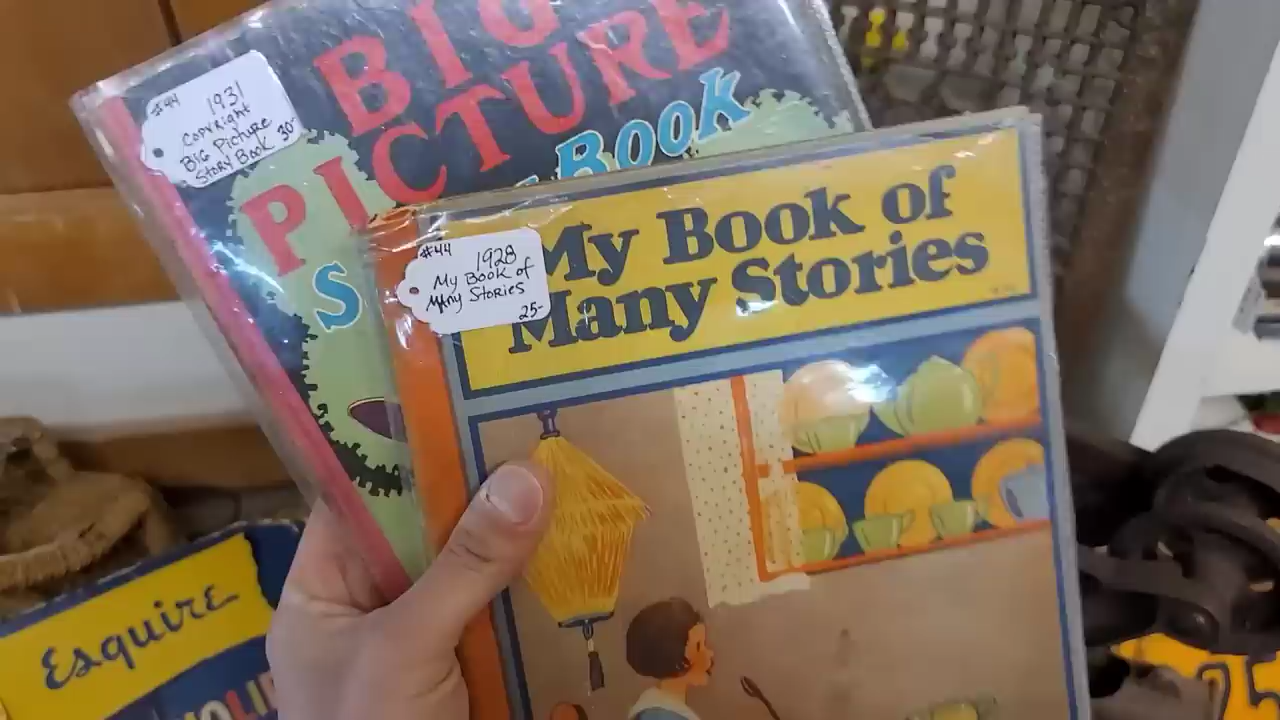 BIG
PICTURE
S Book
#44
1931
Copyright
BIG Picture
Story Book 30-
My Book of
Many Stories
#44
1928
My Book of
Many Stories
25-
Esquire